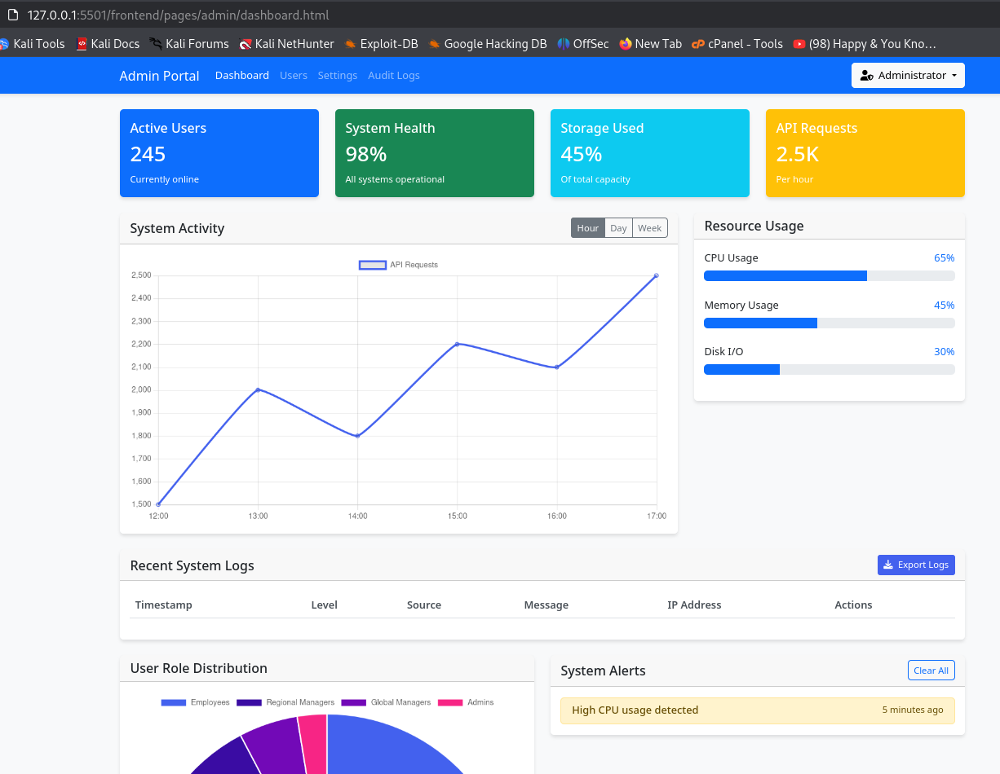 127.0.0.1:5501/frontend/pages/admin/dashboard.html
Kali Tools Kali Docs Kali Forums Kali NetHunter Exploit-DB Google Hacking DB OffSec New Tab cPanel - Tools (98) Happy & You Kno…
Admin Portal Dashboard Users Settings Audit Logs Administrator
Active Users
245
Currently online
System Health
98%
All systems operational
Storage Used
45%
Of total capacity
API Requests
2.5K
Per hour
System Activity
Hour Day Week
API Requests
2,500
2,400
2,300
2,200
2,100
2,000
1,900
1,800
1,700
1,600
1,500
12:00 13:00 14:00 15:00 16:00 17:00
Resource Usage
CPU Usage 65%
Memory Usage 45%
Disk I/O 30%
Recent System Logs
Export Logs
Timestamp Level Source Message IP Address Actions
User Role Distribution
Employees Regional Managers Global Managers Admins
System Alerts
Clear All
High CPU usage detected 5 minutes ago